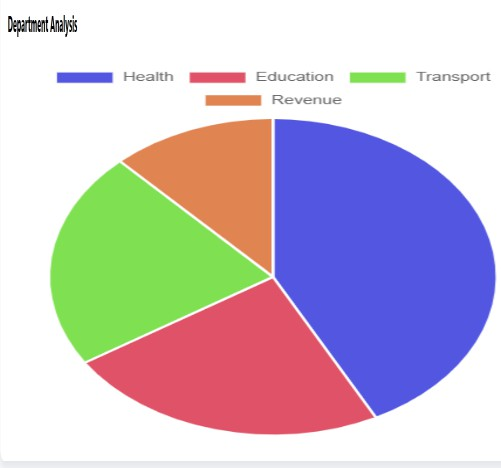 Department Analysis
Health Education Transport
Revenue